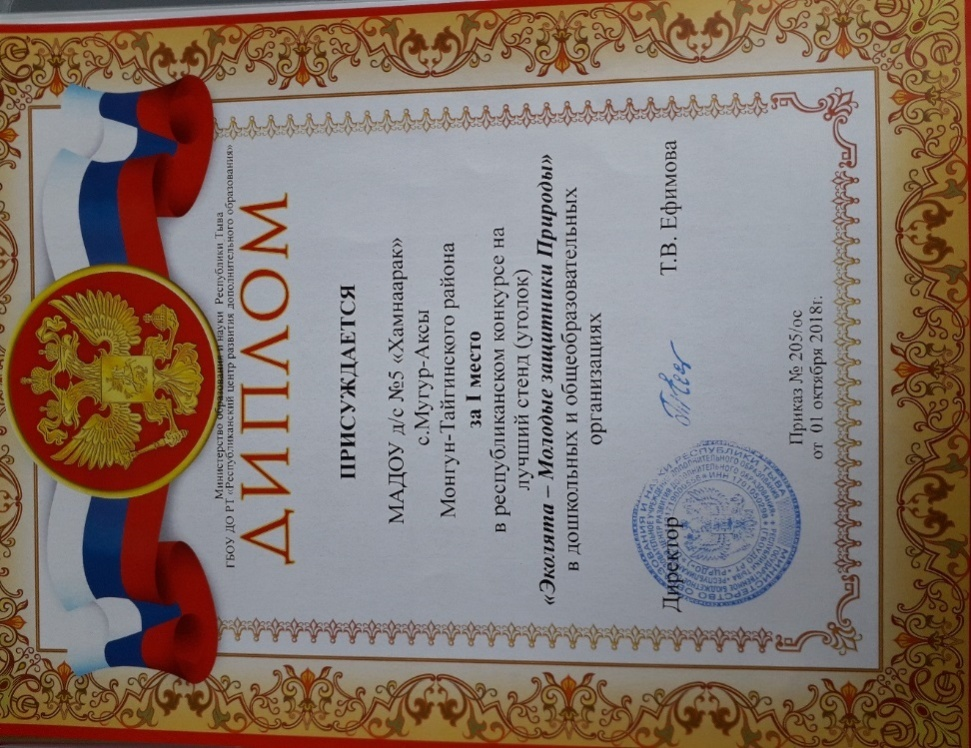 Министерство образования и науки Республики Тыва
ГБОУ ДО РТ «Республиканский центр развития дополнительного образования»
ДИПЛОМ
ПРИСУЖДАЕТСЯ
МАДОУ д/с №5 «Хамнаарак»
с.Мугур-Аксы
Монгун-Тайгинского района
за I место
в республиканском конкурсе на
лучший стенд (уголок)
«Эколята – Молодые защитники Природы»
в дошкольных и общеобразовательных
организациях
Директор Т.В. Ефимова
Приказ № 205/ос
от 01 октября 2018г.